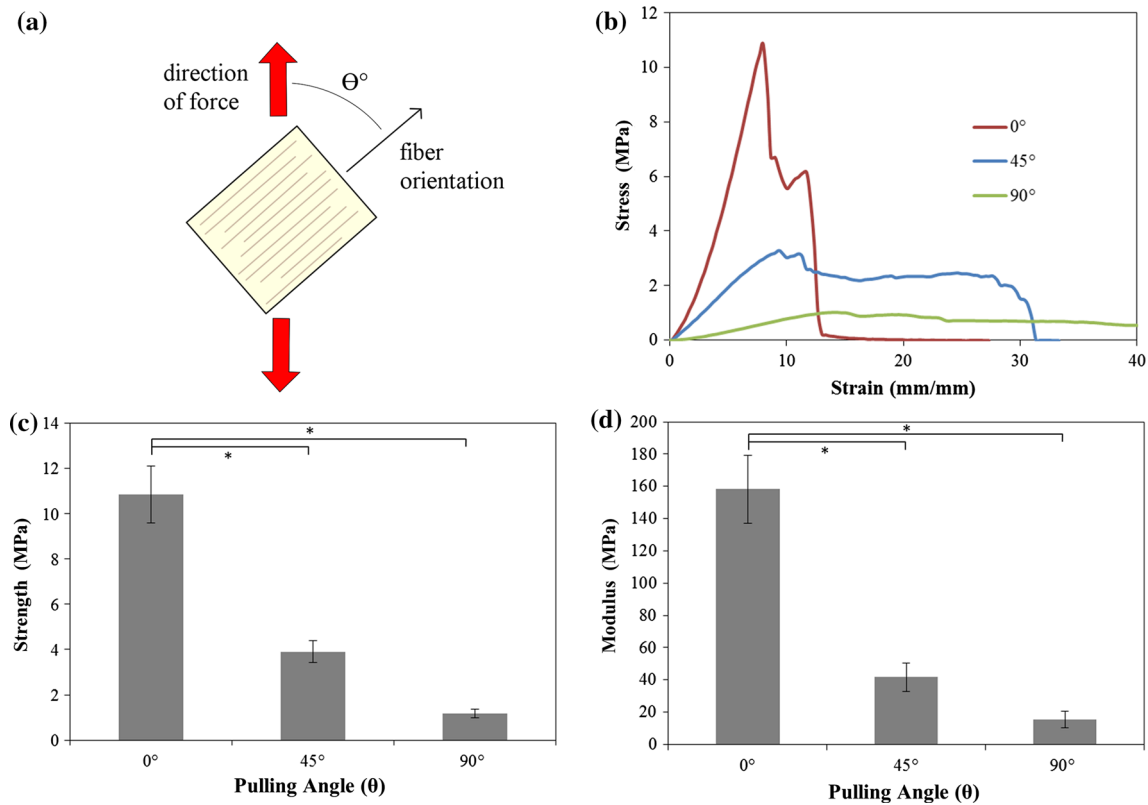 (a)
direction
of force
Ɵ°
fiber
orientation
(b)
Stress (MPa)
12
10
8
6
4
2
0
0 10 20 30 40
Strain (mm/mm)
0°
45°
90°
(c)
Strength (MPa)
14
12
10
8
6
4
2
0
*
*
0° 45° 90°
Pulling Angle (θ)
(d)
Modulus (MPa)
200
180
160
140
120
100
80
60
40
20
0
*
*
0° 45° 90°
Pulling Angle (θ)